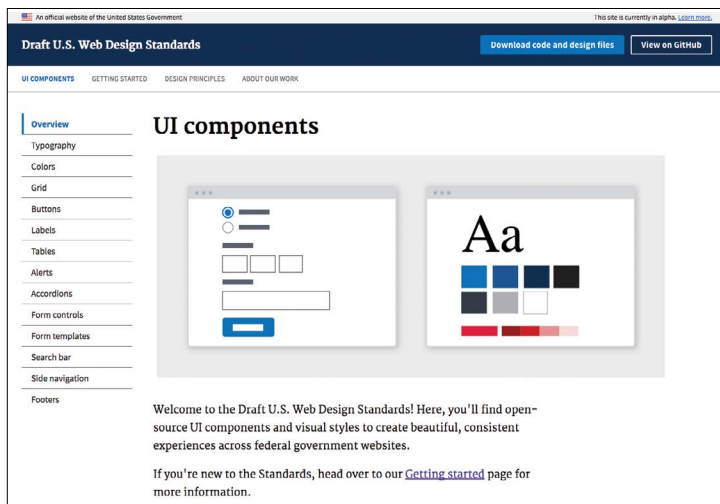 An official website of the United States Government
This site is currently in alpha. Learn more.
Draft U.S. Web Design Standards
Download code and design files
View on GitHub
UI COMPONENTS
GETTING STARTED
DESIGN PRINCIPLES
ABOUT OUR WORK
Overview
Typography
Colors
Grid
Buttons
Labels
Tables
Alerts
Accordions
Form controls
Form templates
Search bar
Side navigation
Footers
UI components
Aa
Welcome to the Draft U.S. Web Design Standards! Here, you'll find open-
source UI components and visual styles to create beautiful, consistent
experiences across federal government websites.
If you're new to the Standards, head over to our Getting started page for
more information.